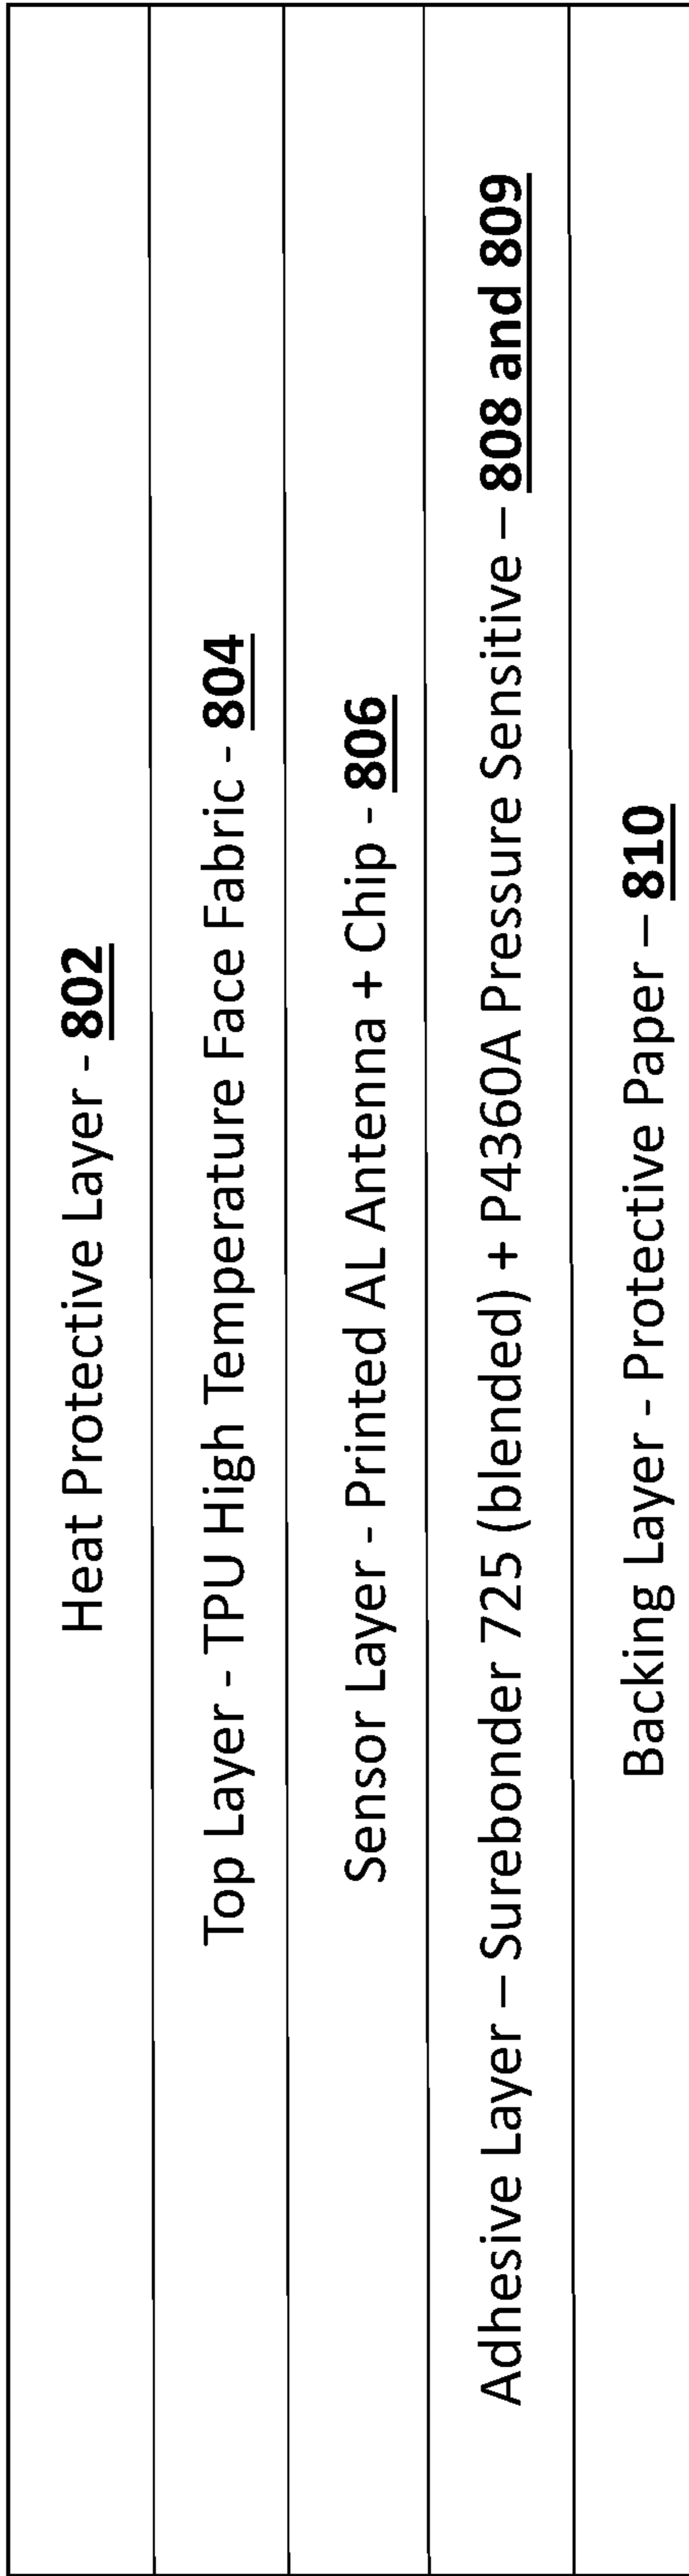 Heat Protective Layer - 802
Top Layer - TPU High Temperature Face Fabric - 804
Sensor Layer - Printed AL Antenna + Chip - 806
Adhesive Layer – Surebonder 725 (blended) + P4360A Pressure Sensitive – 808 and 809
Backing Layer - Protective Paper – 810